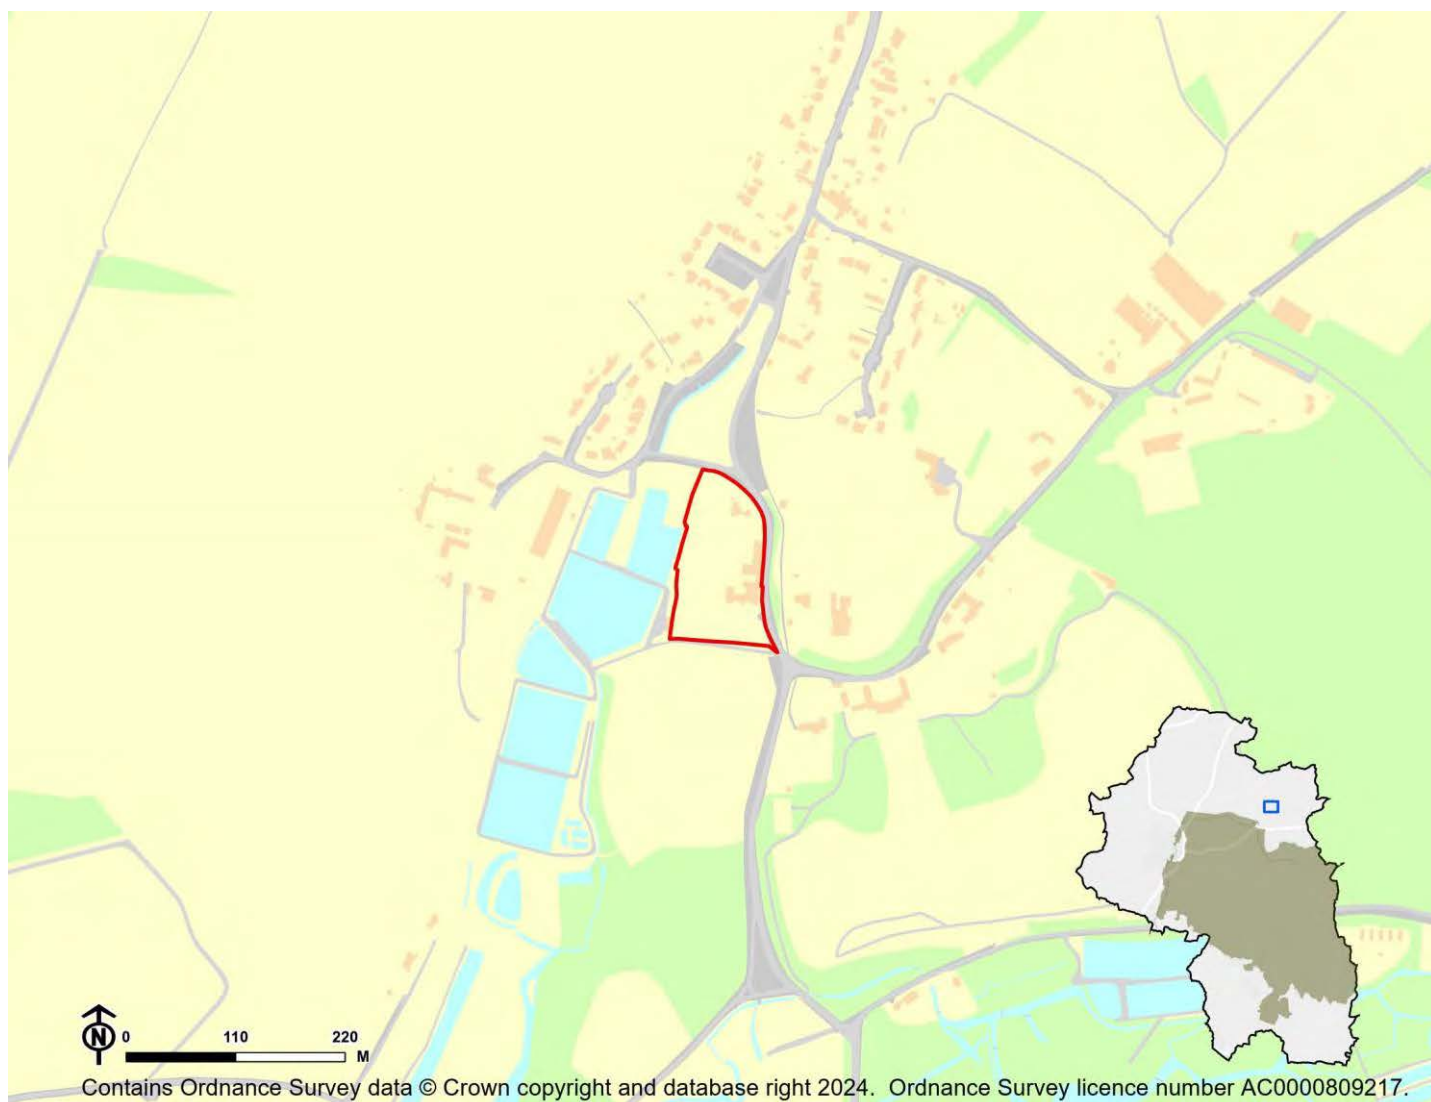 N
0 110 220
M
Contains Ordnance Survey data © Crown copyright and database right 2024. Ordnance Survey licence number AC0000809217.